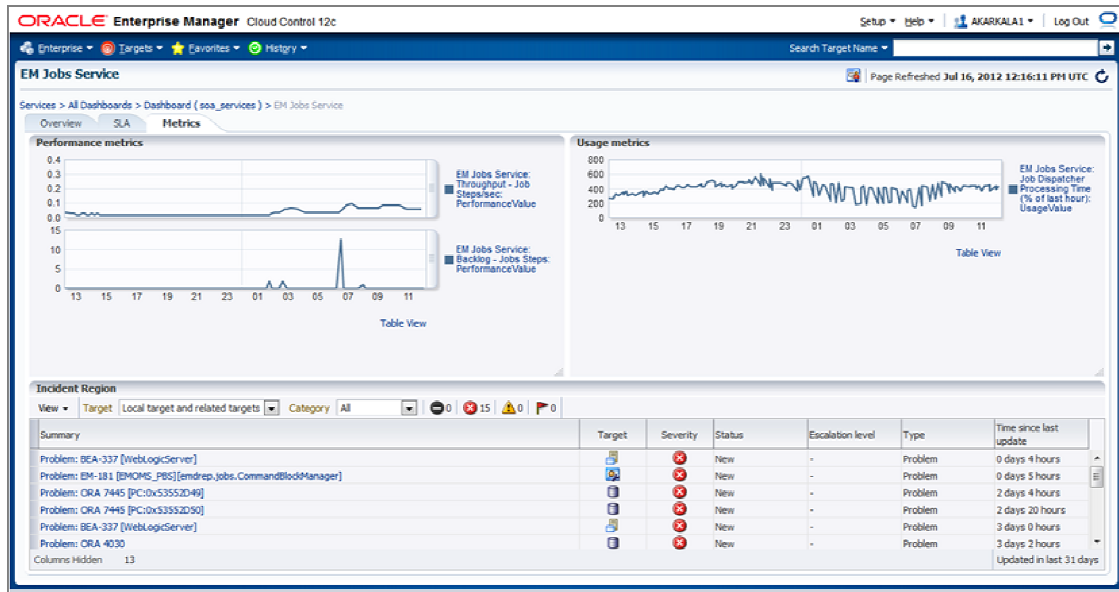 ORACLE Enterprise Manager Cloud Control 12c
Setup Help AKARKALA1 Log Out
Enterprise Targets Favorites History Search Target Name
EM Jobs Service
Page Refreshed Jul 16, 2012 12:16:11 PM UTC
Services > All Dashboards > Dashboard ( soa_services ) > EM Jobs Service
Overview SLA Metrics
Performance metrics
0.4
0.3
0.2
0.1
0.0
EM Jobs Service:
Throughput - Job
Steps/sec:
PerformanceValue
15
10
5
0
EM Jobs Service:
Backlog - Jobs Steps:
PerformanceValue
13 15 17 19 21 23 01 03 05 07 09 11
Table View
Usage metrics
800
600
400
200
0
13 15 17 19 21 23 01 03 05 07 09 11
EM Jobs Service:
Job Dispatcher
Processing Time
(% of last hour):
UsageValue
Table View
Incident Region
View Target Local target and related targets Category All 0 15 0 0
Summary Target Severity Status Escalation level Type Time since last
update
Problem: BEA-337 [WebLogicServer] New - Problem 0 days 4 hours
Problem: EM-181 [EMOMS_PBS][emdrep.jobs.CommandBlockManager] New - Problem 0 days 5 hours
Problem: ORA 7445 [PC:0x53552D49] New - Problem 2 days 4 hours
Problem: ORA 7445 [PC:0x53552D50] New - Problem 2 days 20 hours
Problem: BEA-337 [WebLogicServer] New - Problem 3 days 0 hours
Problem: ORA 4030 New - Problem 3 days 2 hours
Columns Hidden 13 Updated in last 31 days